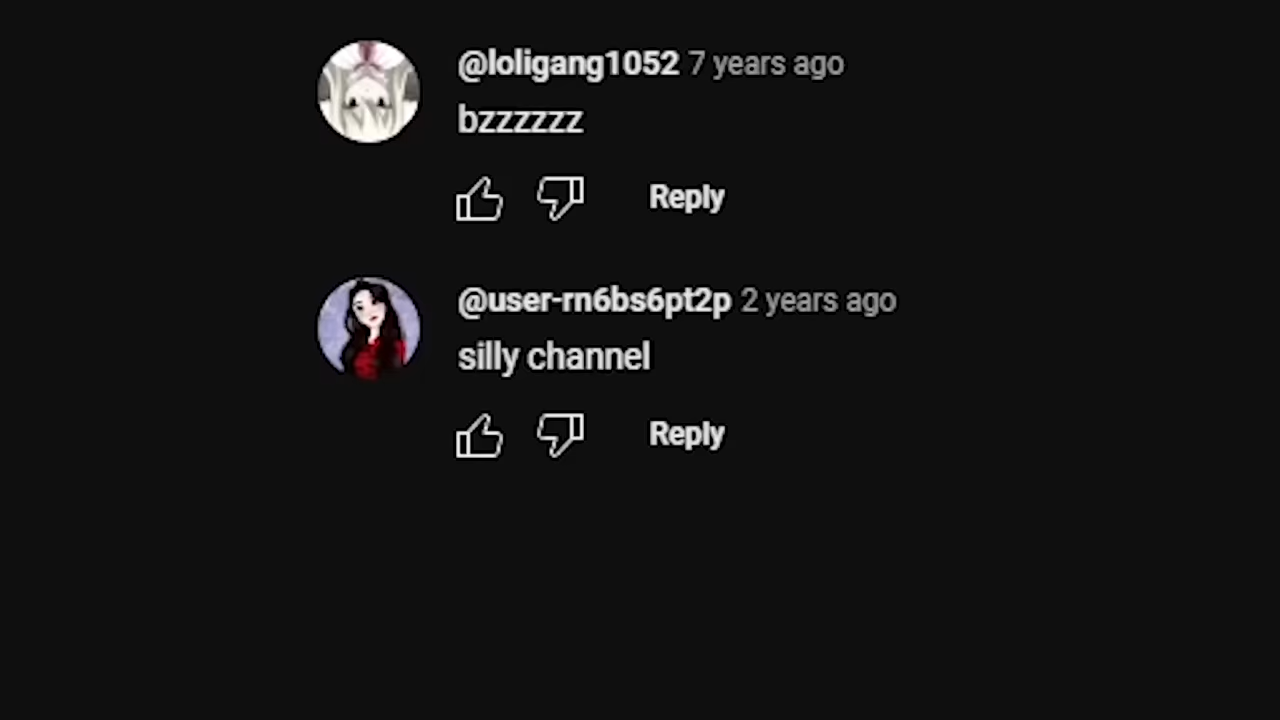 @loligang1052 7 years ago
bzzzzzz
Reply
@user-rn6bs6pt2p 2 years ago
silly channel
Reply